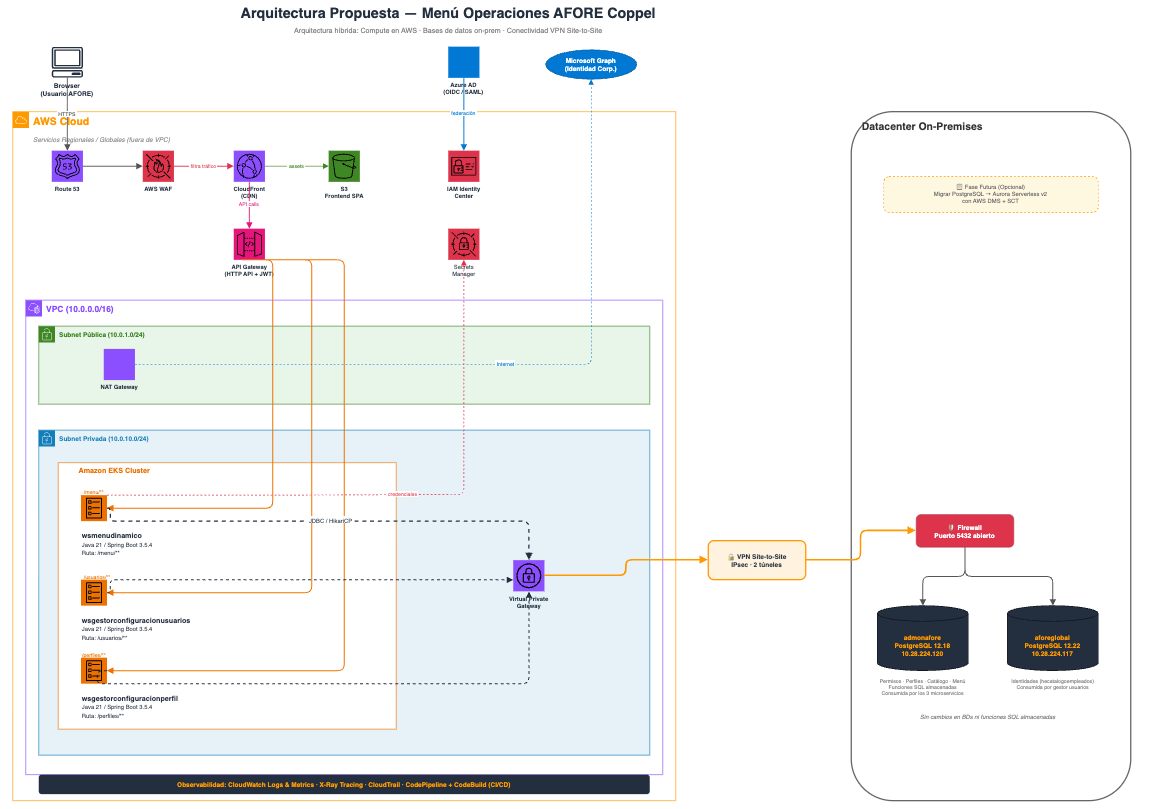 Arquitectura Propuesta — Menú Operaciones AFORE Coppel
Arquitectura híbrida: Compute en AWS · Bases de datos on-prem · Conectividad VPN Site-to-Site
Browser
(Usuario AFORE)
Azure AD
(OIDC / SAML)
Microsoft Graph
(Identidad Corp.)
HTTPS
federación
AWS Cloud
Servicios Regionales / Globales (fuera de VPC)
53
Route 53
AWS WAF
filtra tráfico
CloudFront
(CDN)
assets
S3
Frontend SPA
IAM Identity
Center
API calls
API Gateway
(HTTP API + JWT)
Secrets
Manager
VPC (10.0.0.0/16)
Subnet Pública (10.0.1.0/24)
NAT Gateway
Internet
Subnet Privada (10.0.10.0/24)
Amazon EKS Cluster
/menu/**
credenciales
JDBC / HikariCP
wsmenudinamico
Java 21 / Spring Boot 3.5.4
Ruta: /menu/**
/usuarios/**
wsgestorconfiguracionusuarios
Java 21 / Spring Boot 3.5.4
Ruta: /usuarios/**
/perfiles/**
wsgestorconfiguracionperfil
Java 21 / Spring Boot 3.5.4
Ruta: /perfiles/**
Virtual Private
Gateway
VPN Site-to-Site
IPsec · 2 túneles
Observabilidad: CloudWatch Logs & Metrics · X-Ray Tracing · CloudTrail · CodePipeline + CodeBuild (CI/CD)
Datacenter On-Premises
Fase Futura (Opcional)
Migrar PostgreSQL → Aurora Serverless v2
con AWS DMS + SCT
Firewall
Puerto 5432 abierto
admonafore
PostgreSQL 12.18
10.28.224.120
aforeglobal
PostgreSQL 12.22
10.28.224.117
Permisos · Perfiles · Catálogo · Menú
Funciones SQL almacenadas
Consumida por los 3 microservicios
Identidades (hecatalogoempleados)
Consumida por gestor usuarios
Sin cambios en BDs ni funciones SQL almacenadas